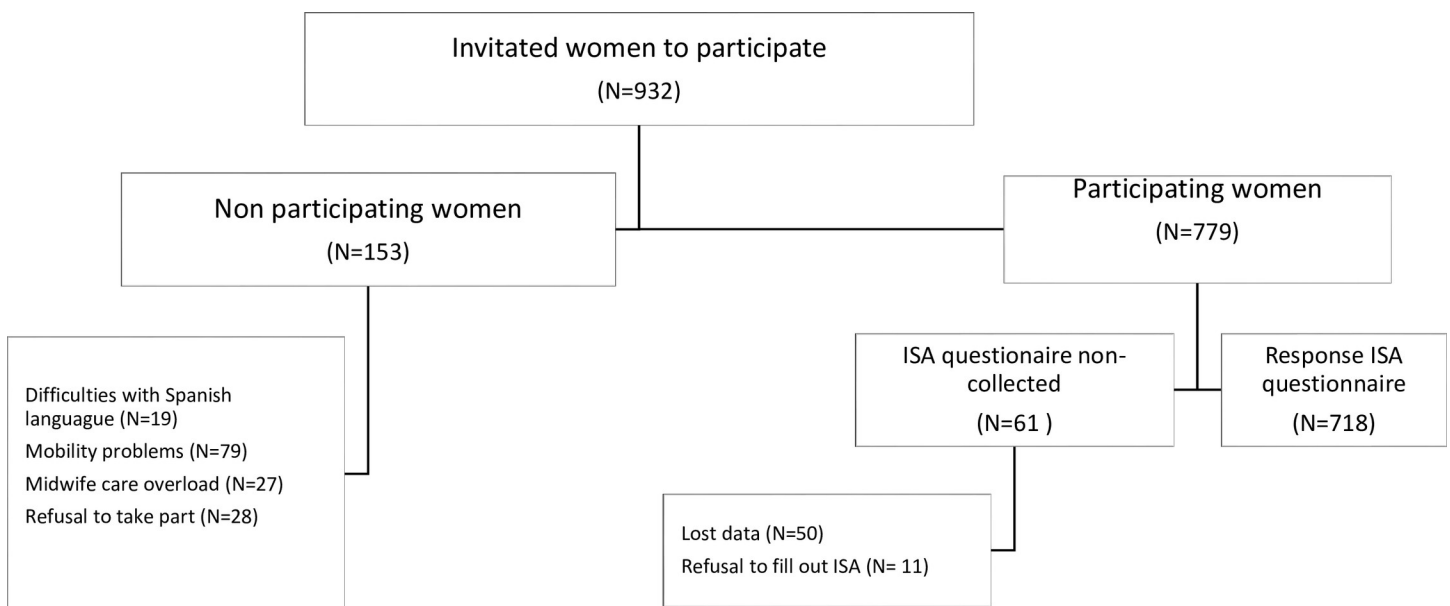 Invitated women to participate
(N=932)
Non participating women
(N=153)
Participating women
(N=779)
Difficulties with Spanish
languague (N=19)
Mobility problems (N=79)
Midwife care overload (N=27)
Refusal to take part (N=28)
ISA questionaire non-
collected
(N=61 )
Response ISA
questionnaire
(N=718)
Lost data (N=50)
Refusal to fill out ISA (N= 11)